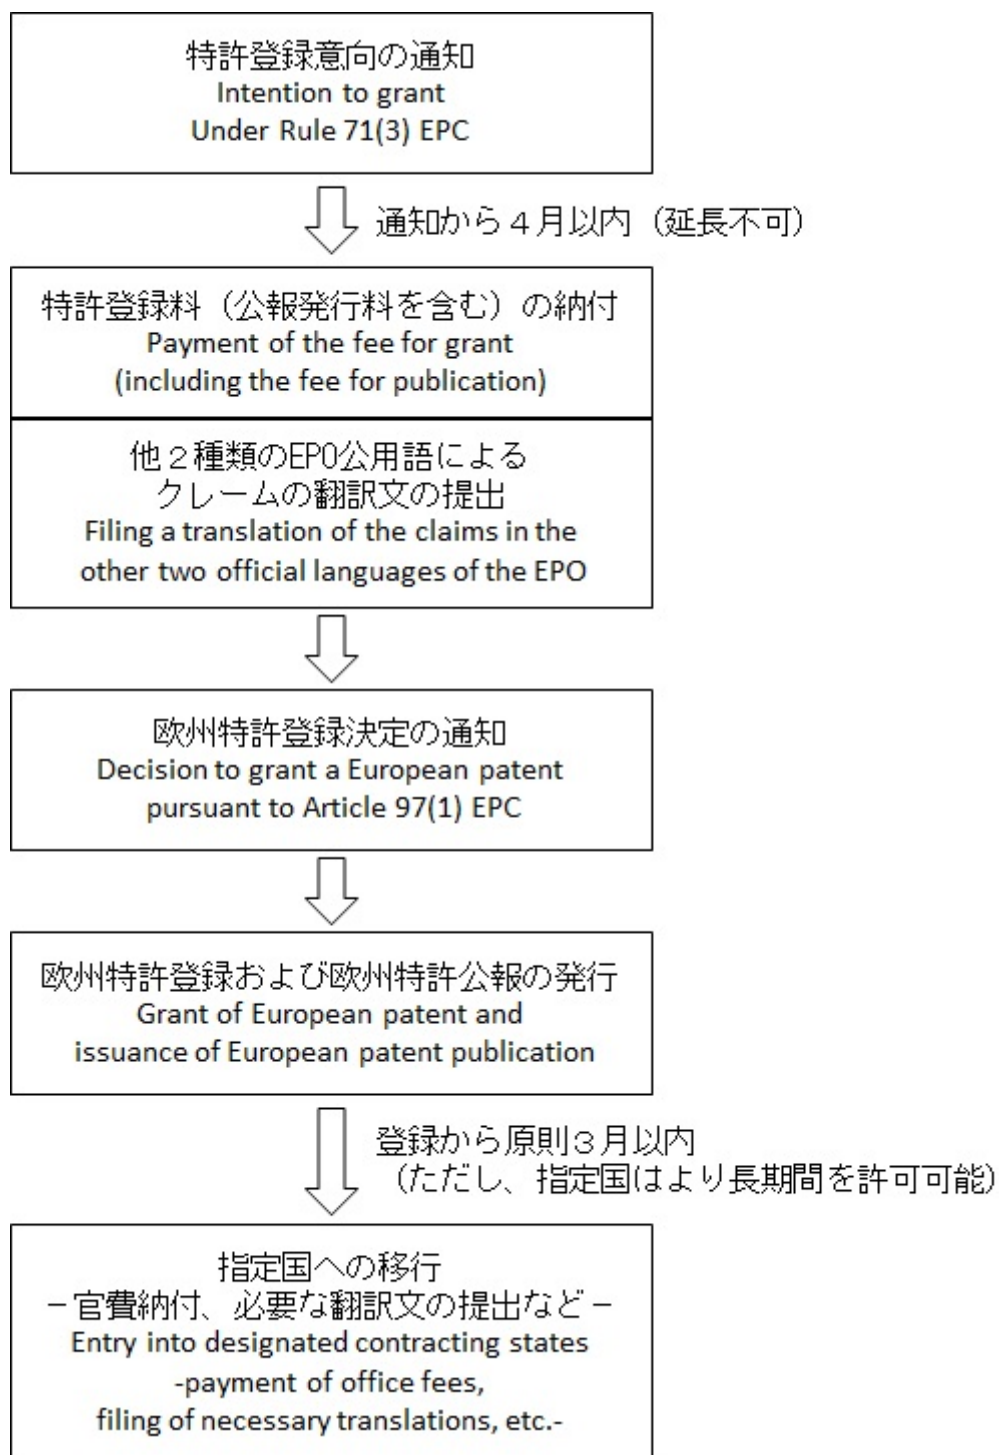 特許登録意向の通知
Intention to grant
Under Rule 71(3) EPC
通知から４月以内（延長不可）
特許登録料（公報発行料を含む）の納付
Payment of the fee for grant
(including the fee for publication)
他２種類のEPO公用語による
クレームの翻訳文の提出
Filing a translation of the claims in the
other two official languages of the EPO
欧州特許登録決定の通知
Decision to grant a European patent
pursuant to Article 97(1) EPC
欧州特許登録および欧州特許公報の発行
Grant of European patent and
issuance of European patent publication
登録から原則３月以内
（ただし、指定国はより長期間を許可可能）
指定国への移行
－官費納付、必要な翻訳文の提出など－
Entry into designated contracting states
-payment of office fees,
filing of necessary translations, etc.-